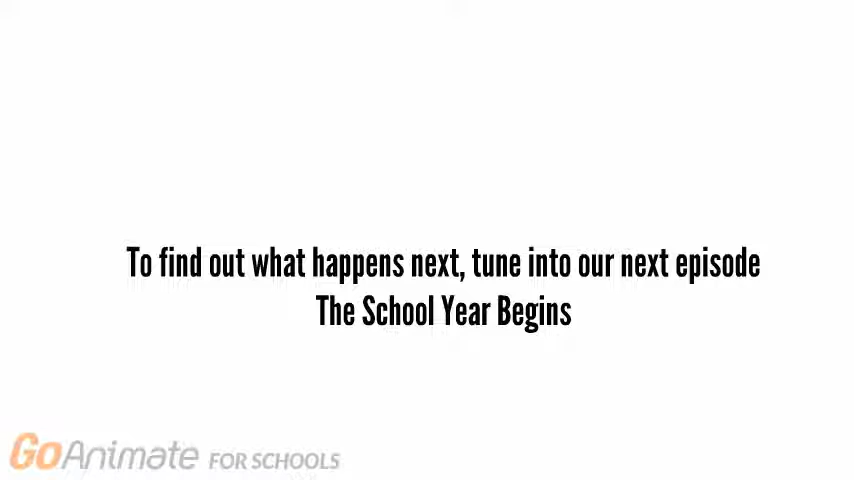 To find out what happens next, tune into our next episode
The School Year Begins
GoAnimate FOR SCHOOLS